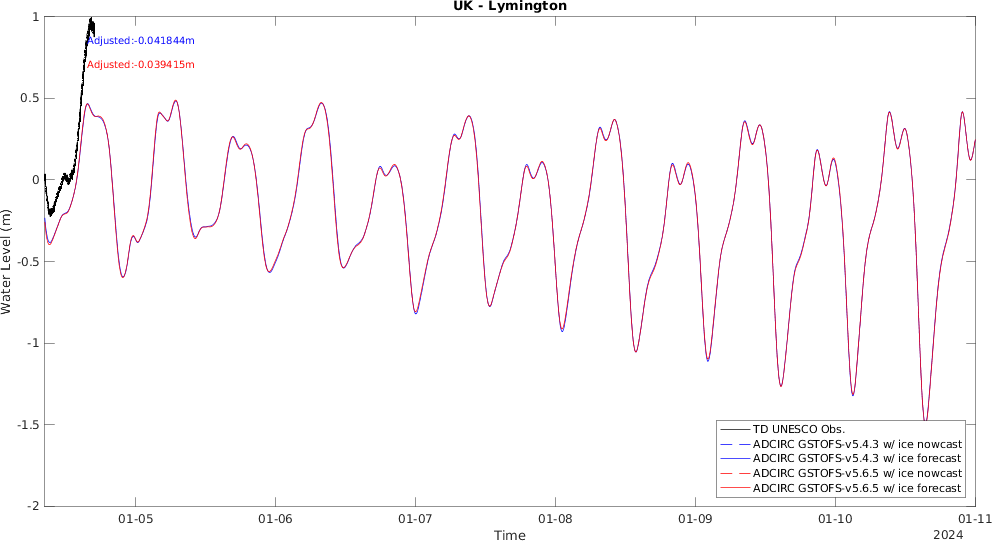 UK - Lymington
1
Adjusted:-0.041844m
Adjusted:-0.039415m
0.5
0
-0.5
-1
-1.5
-2
Water Level (m)
TD UNESCO Obs.
ADCIRC GSTOFS-v5.4.3 w/ ice nowcast
ADCIRC GSTOFS-v5.4.3 w/ ice forecast
ADCIRC GSTOFS-v5.6.5 w/ ice nowcast
ADCIRC GSTOFS-v5.6.5 w/ ice forecast
01-05 01-06 01-07 01-08 01-09 01-10 01-11
Time
2024